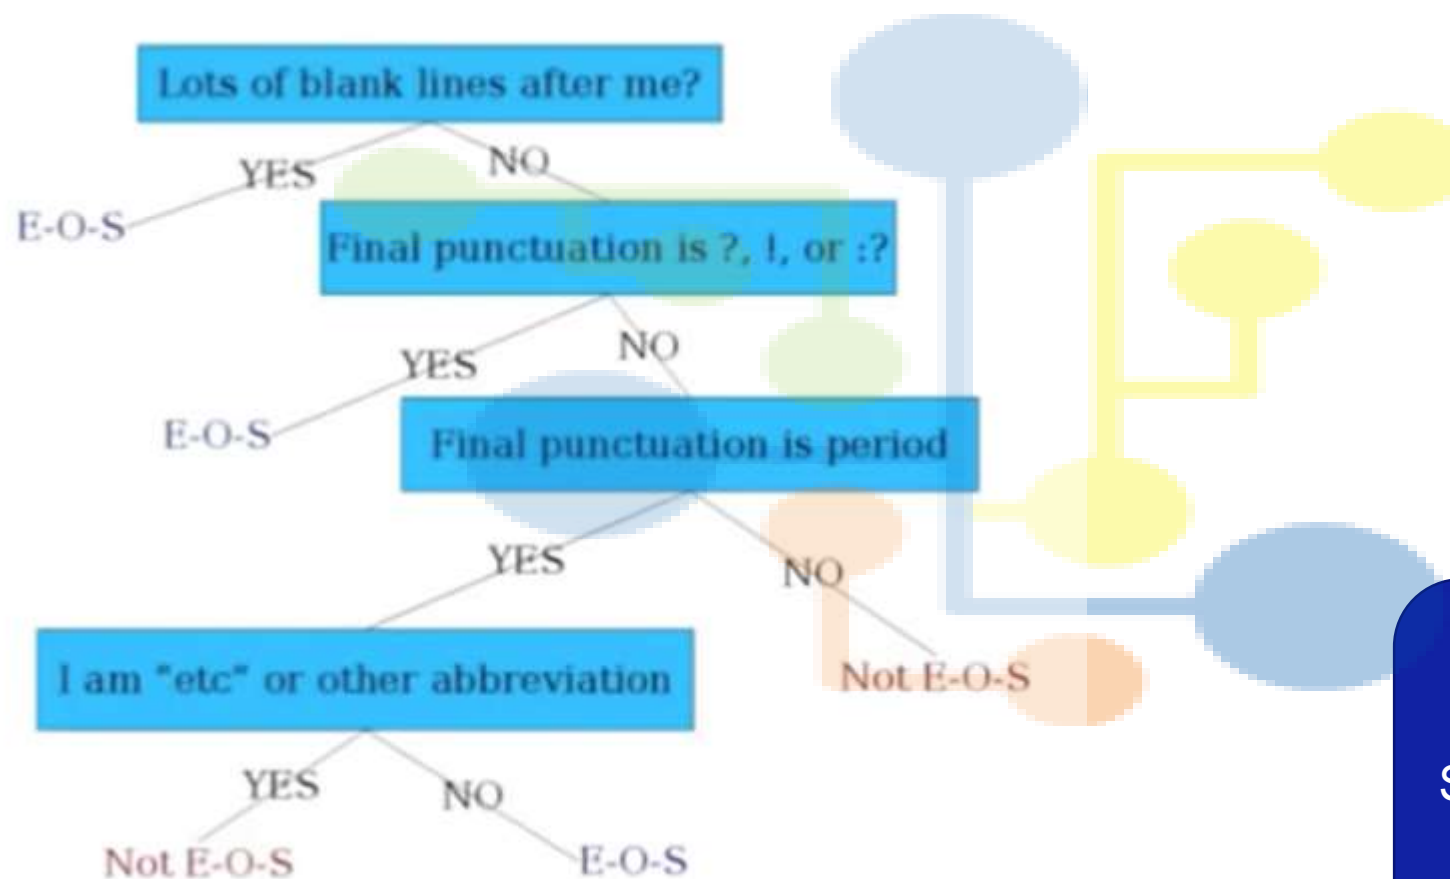 Lots of blank lines after me?
YES
NO
E-O-S
Final punctuation is ?, !, or :?
YES
NO
E-O-S
Final punctuation is period
YES
NO
I am "etc" or other abbreviation
Not E-O-S
YES
NO
Not E-O-S
E-O-S